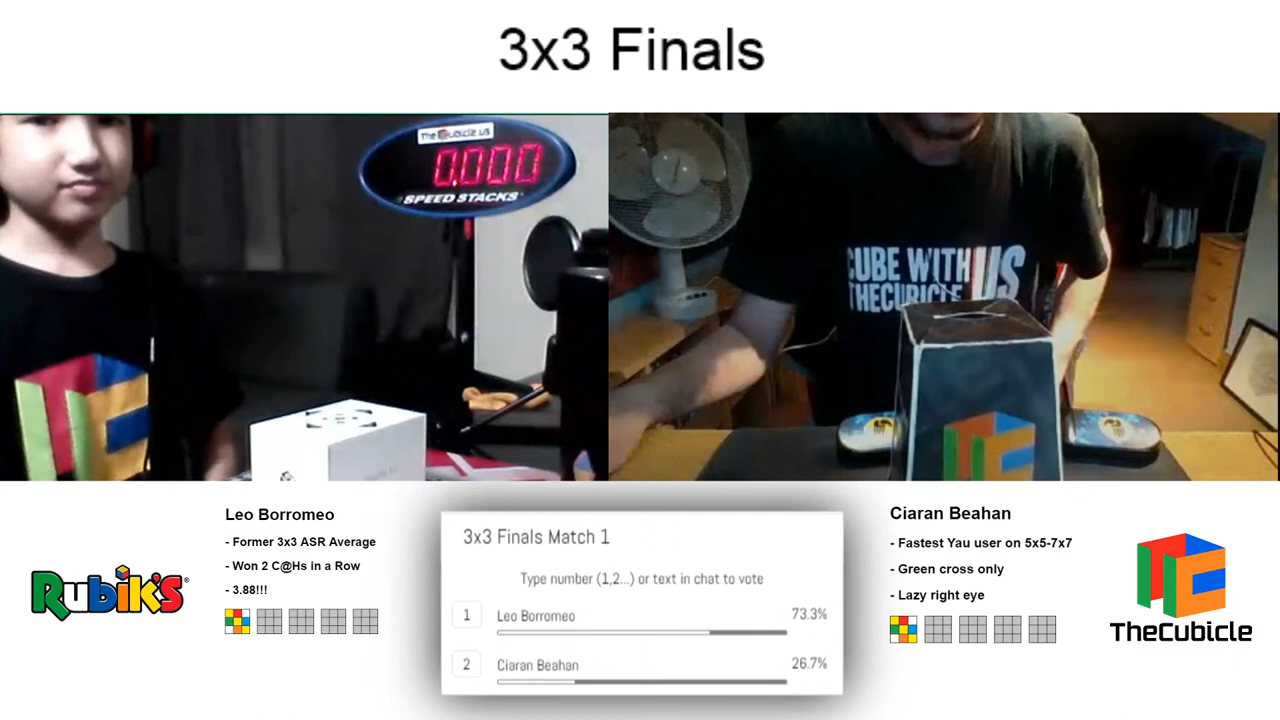 3x3 Finals
TheCubicle.us
0.000
SPEED STACKS
CUBE WITH US
THECUBICLE
Leo Borromeo
- Former 3x3 ASR Average
- Won 2 C@Hs in a Row
- 3.88!!!
RUBIK'S®
3x3 Finals Match 1
Type number (1,2...) or text in chat to vote
1 Leo Borromeo 73.3%
2 Ciaran Beahan 26.7%
Ciaran Beahan
- Fastest Yau user on 5x5-7x7
- Green cross only
- Lazy right eye
TheCubicle